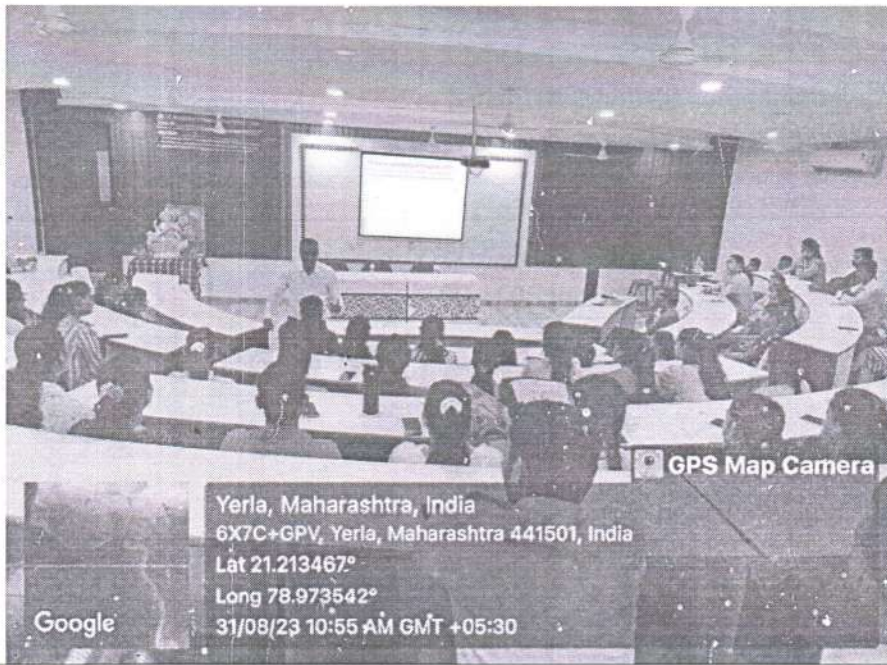 GPS Map Camera
Yerla, Maharashtra, India
6X7C+GPV, Yerla, Maharashtra 441501, India
Lat 21.213467°
Long 78.973542°
31/08/23 10:55 AM GMT +05:30
Google